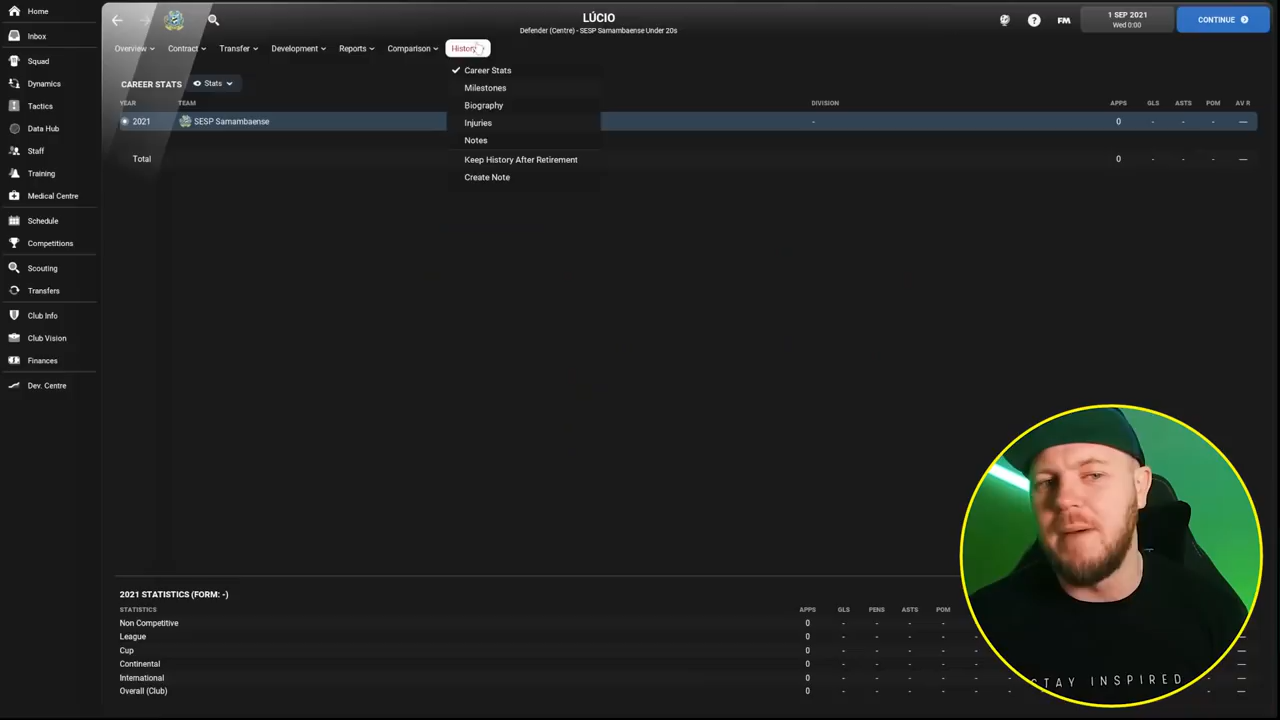 Home
LÚCIO
Defender (Centre) - SESP Samambaense Under 20s
FM
1 SEP 2021
Wed 0:00
CONTINUE
Inbox
Overview
Contract
Transfer
Development
Reports
Comparison
History
Squad
Career Stats
Dynamics
CAREER STATS
Stats
Milestones
Tactics
YEAR
TEAM
Biography
DIVISION
APPS
GLS
ASTS
POM
AV R
Data Hub
2021
SESP Samambaense
Injuries
-
0
-
-
-
—
Staff
Notes
Total
Keep History After Retirement
0
-
-
-
—
Training
Create Note
Medical Centre
Schedule
Competitions
Scouting
Transfers
Club Info
Club Vision
Finances
Dev. Centre
2021 STATISTICS (FORM: -)
STATISTICS
APPS
GLS
PENS
ASTS
POM
Non Competitive
0
-
-
-
-
League
0
-
-
-
-
Cup
0
-
-
-
-
Continental
0
-
-
-
-
International
0
-
-
-
-
Overall (Club)
0
-
-
-
-
STAY INSPIRED